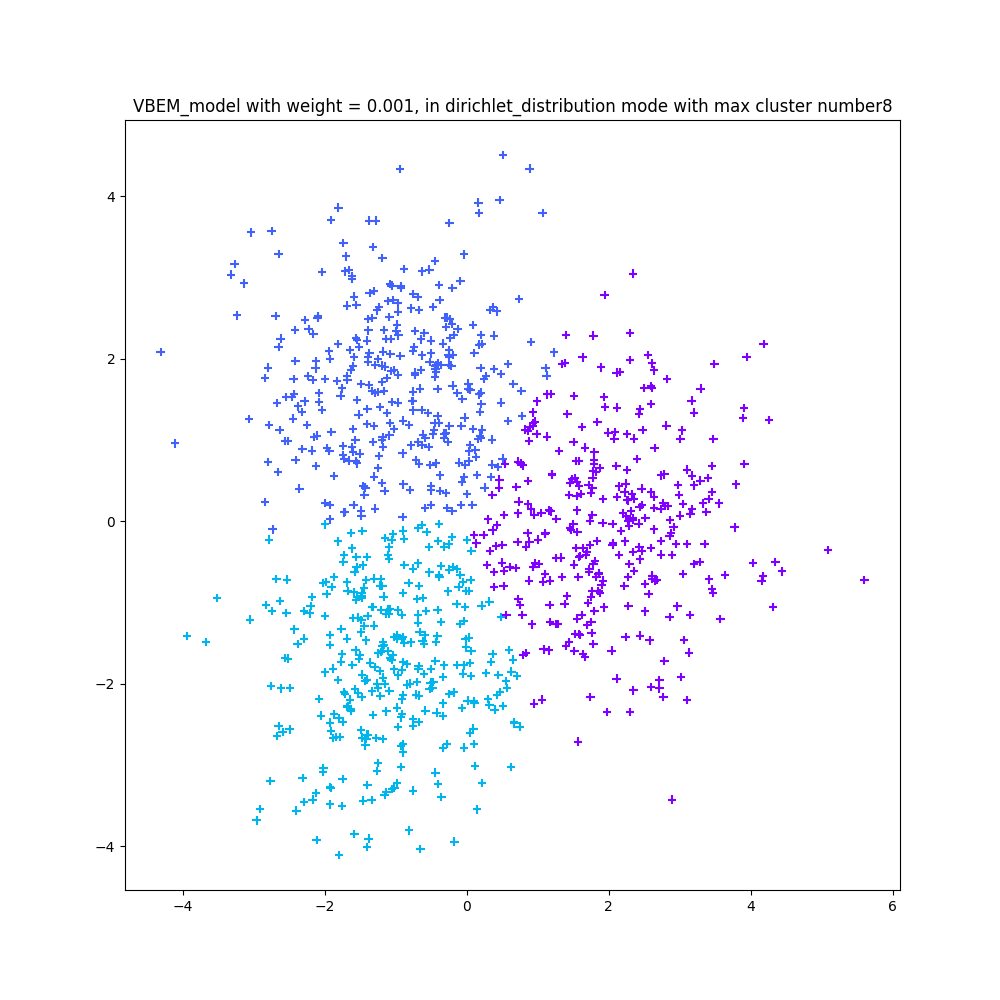 VBEM_model with weight = 0.001, in dirichlet_distribution mode with max cluster number8
4
2
0
−2
−4
−4 −2 0 2 4 6